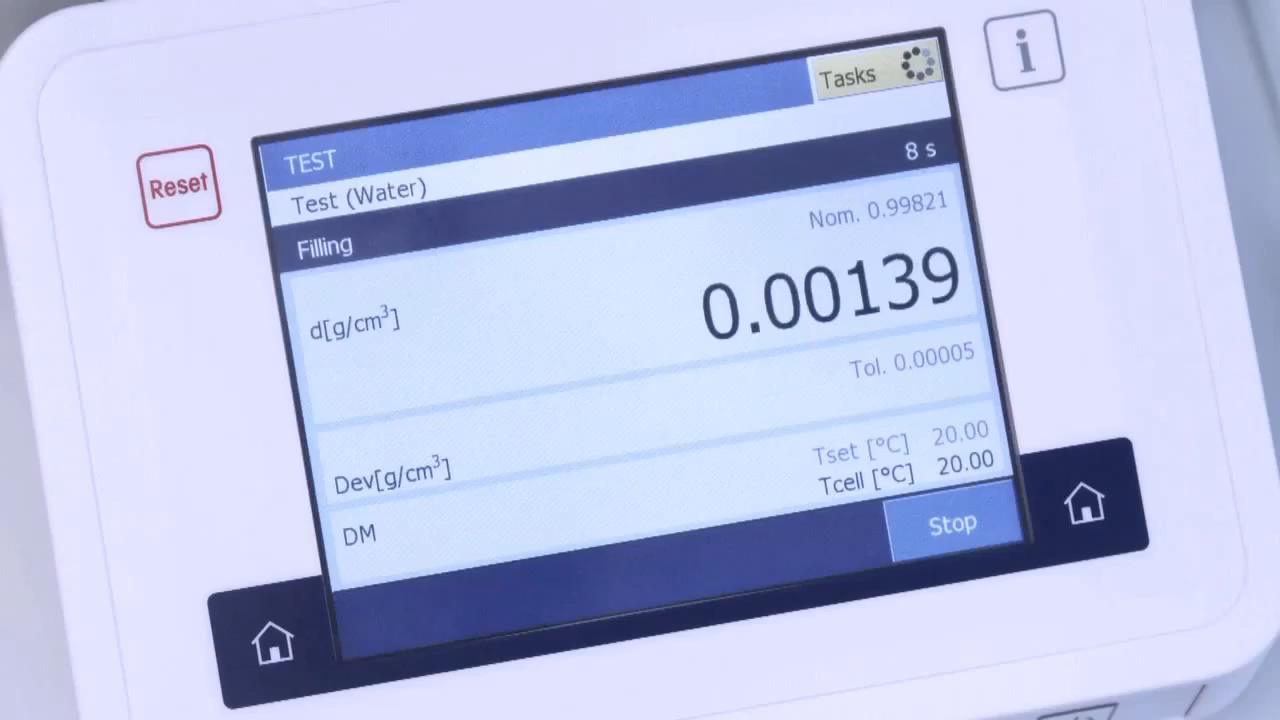 Tasks
i
TEST
Reset
Test (Water)
8 s
Filling
Nom. 0.99821
d[g/cm³]
0.00139
Tol. 0.00005
Dev[g/cm³]
Tset [°C] 20.00
Tcell [°C] 20.00
DM
Stop